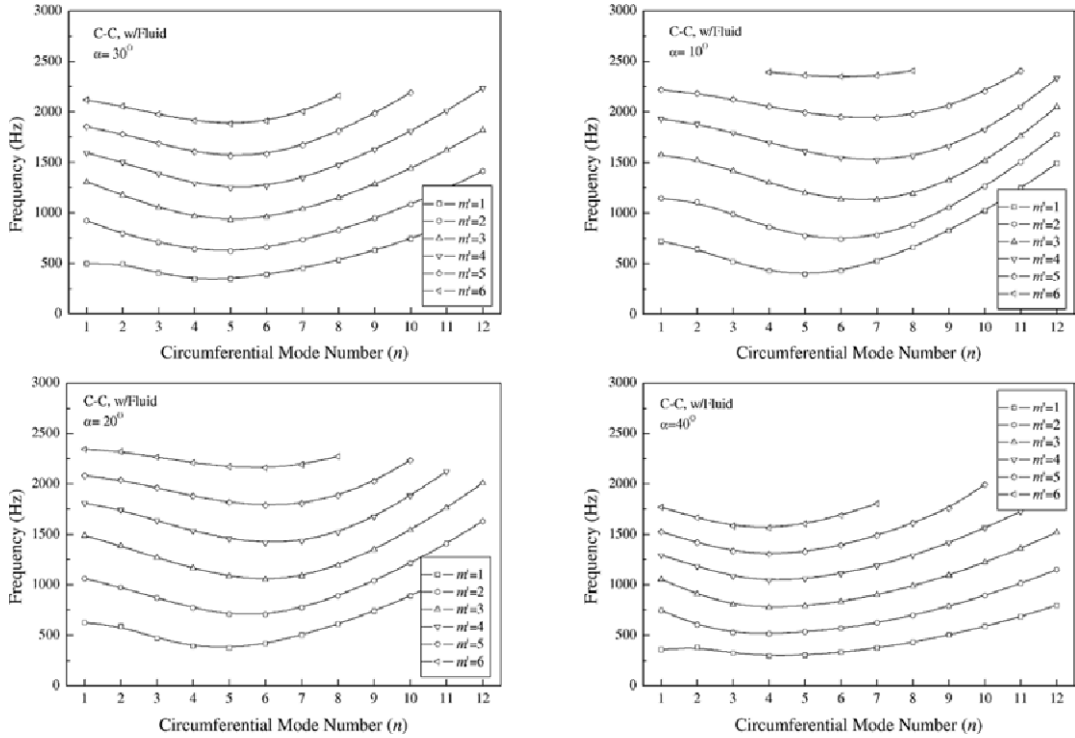 C-C, w/Fluid
α= 30⁰
Frequency (Hz)
3000
2500
2000
1500
1000
500
0
m'=1
m'=2
m'=3
m'=4
m'=5
m'=6
1 2 3 4 5 6 7 8 9 10 11 12
Circumferential Mode Number (n)
C-C, w/Fluid
α= 10⁰
Frequency (Hz)
3000
2500
2000
1500
1000
500
0
m'=1
m'=2
m'=3
m'=4
m'=5
m'=6
1 2 3 4 5 6 7 8 9 10 11 12
Circumferential Mode Number (n)
C-C, w/Fluid
α= 20⁰
Frequency (Hz)
3000
2500
2000
1500
1000
500
0
m'=1
m'=2
m'=3
m'=4
m'=5
m'=6
1 2 3 4 5 6 7 8 9 10 11 12
Circumferential Mode Number (n)
C-C, w/Fluid
α=40⁰
Frequency (Hz)
3000
2500
2000
1500
1000
500
0
m'=1
m'=2
m'=3
m'=4
m'=5
m'=6
1 2 3 4 5 6 7 8 9 10 11 12
Circumferential Mode Number (n)